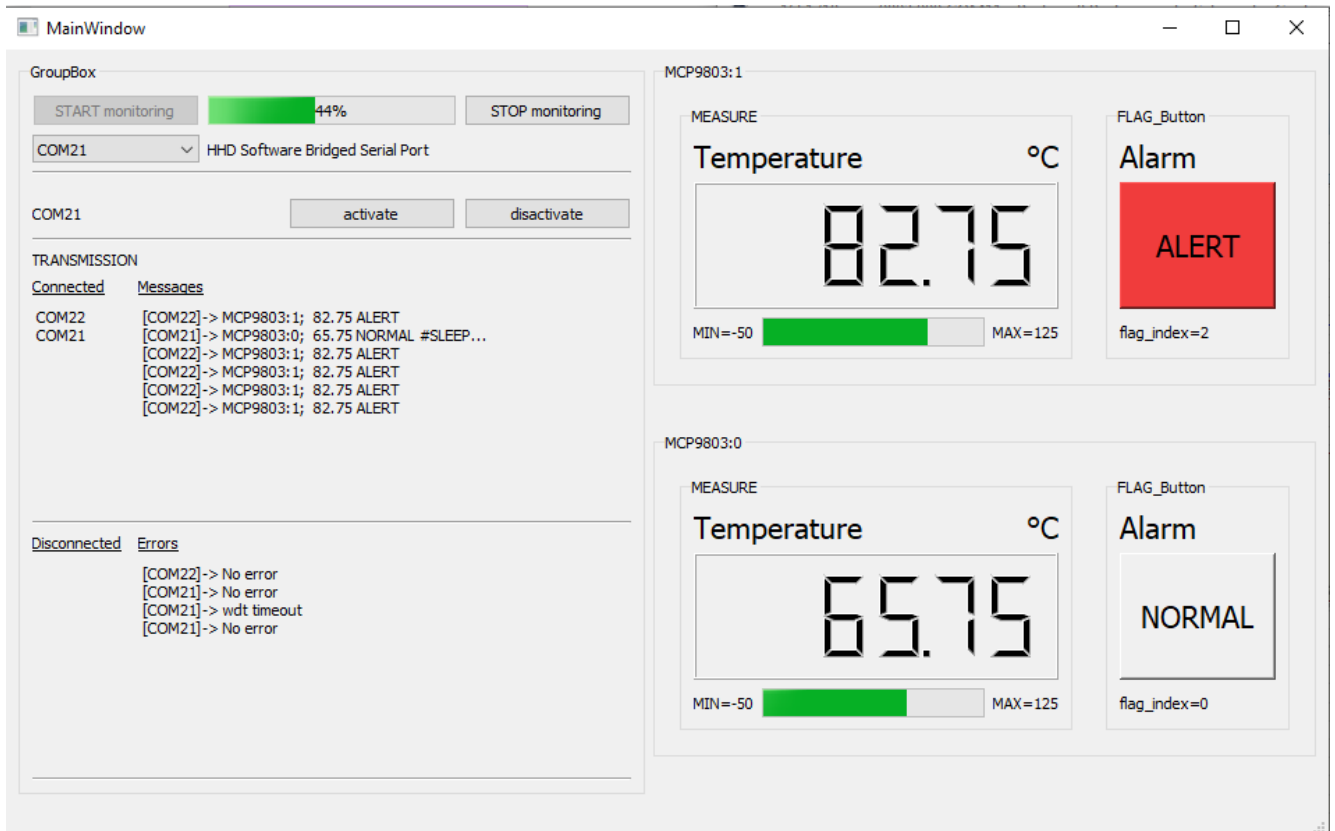 MainWindow
GroupBox
START monitoring 44% STOP monitoring
COM21 HHD Software Bridged Serial Port
COM21 activate disactivate
TRANSMISSION
Connected Messages
COM22 [COM22]-> MCP9803:1; 82.75 ALERT
COM21 [COM21]-> MCP9803:0; 65.75 NORMAL #SLEEP...
[COM22]-> MCP9803:1; 82.75 ALERT
[COM22]-> MCP9803:1; 82.75 ALERT
[COM22]-> MCP9803:1; 82.75 ALERT
[COM22]-> MCP9803:1; 82.75 ALERT
Disconnected Errors
[COM22]-> No error
[COM21]-> No error
[COM21]-> wdt timeout
[COM21]-> No error
MCP9803:1
MEASURE
Temperature °C
82.75
MIN=-50 MAX=125
FLAG_Button
Alarm
ALERT
flag_index=2
MCP9803:0
MEASURE
Temperature °C
65.75
MIN=-50 MAX=125
FLAG_Button
Alarm
NORMAL
flag_index=0